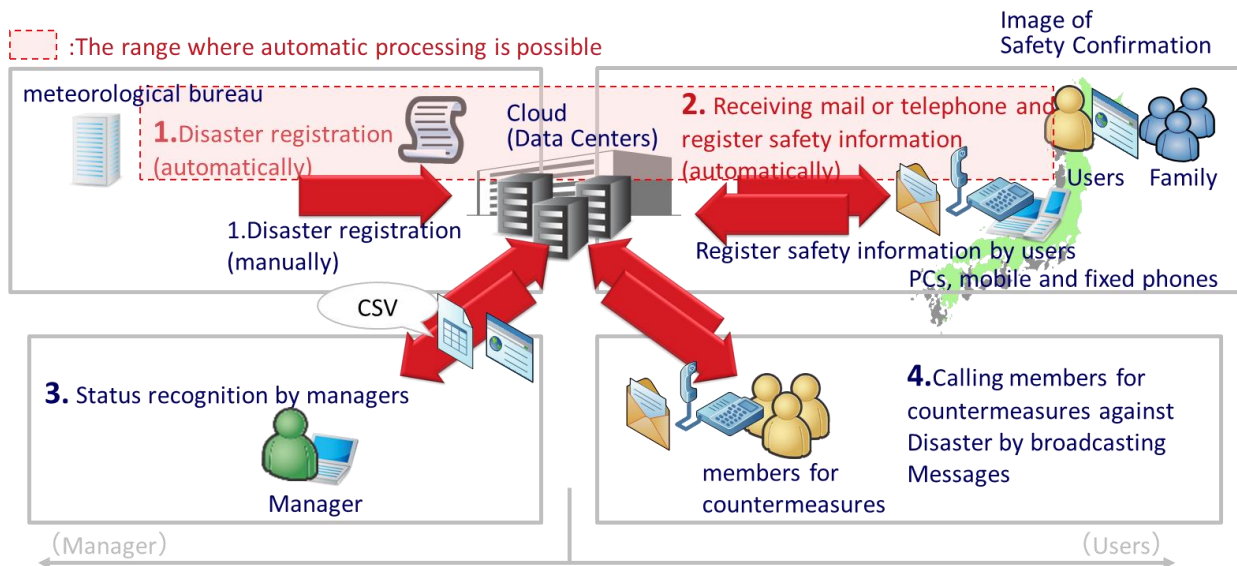 Image of
Safety Confirmation
:The range where automatic processing is possible
meteorological bureau
1.Disaster registration
(automatically)
Cloud
(Data Centers)
2. Receiving mail or telephone and
register safety information
(automatically)
Users
Family
1.Disaster registration
(manually)
Register safety information by users
PCs, mobile and fixed phones
CSV
3. Status recognition by managers
Manager
members for
countermeasures
4.Calling members for
countermeasures against
Disaster by broadcasting
Messages
(Manager)
(Users)